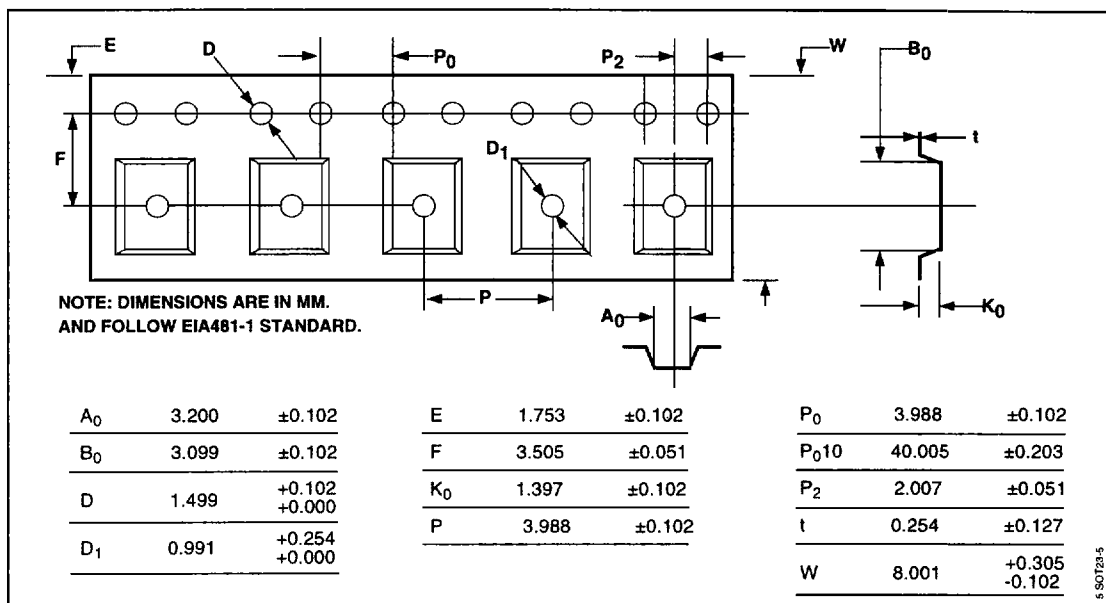 E
D
P0
P2
W
B0
F
D1
t
NOTE: DIMENSIONS ARE IN MM.
AND FOLLOW EIA481-1 STANDARD.
P
A0
K0
A0 3.200 ±0.102
B0 3.099 ±0.102
D 1.499 +0.102 +0.000
D1 0.991 +0.254 +0.000
E 1.753 ±0.102
F 3.505 ±0.051
K0 1.397 ±0.102
P 3.988 ±0.102
P0 3.988 ±0.102
P010 40.005 ±0.203
P2 2.007 ±0.051
t 0.254 ±0.127
W 8.001 +0.305 -0.102
5 SOT23-5